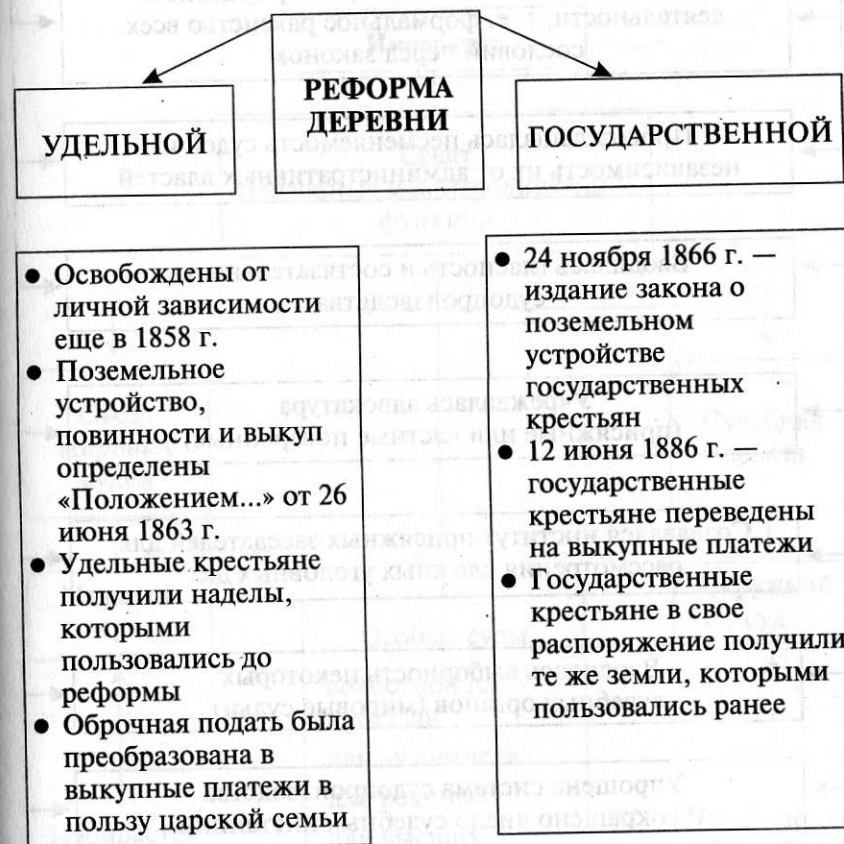 РЕФОРМА
ДЕРЕВНИ
УДЕЛЬНОЙ
ГОСУДАРСТВЕННОЙ
● Освобождены от
личной зависимости
еще в 1858 г.
● Поземельное
устройство,
повинности и выкуп
определены
«Положением...» от 26
июня 1863 г.
● Удельные крестьяне
получили наделы,
которыми
пользовались до
реформы
● Оброчная подать была
преобразована в
выкупные платежи в
пользу царской семьи
● 24 ноября 1866 г. —
издание закона о
поземельном
устройстве
государственных
крестьян
● 12 июня 1886 г. —
государственные
крестьяне переведены
на выкупные платежи
● Государственные
крестьяне в свое
распоряжение получили
те же земли, которыми
пользовались ранее